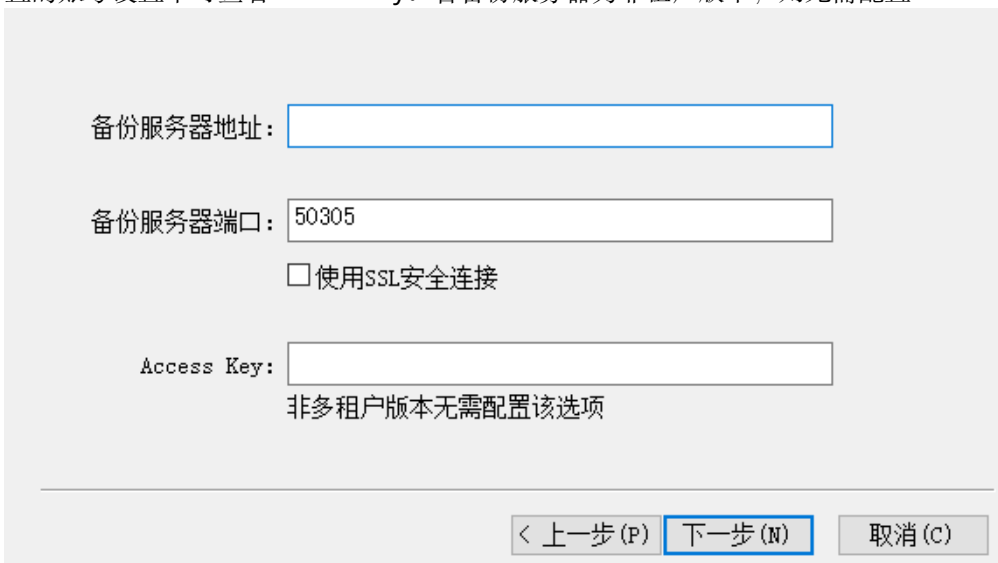 备份服务器地址:
备份服务器端口: 50305
使用SSL安全连接
Access Key:
非多租户版本无需配置该选项
< 上一步(P) 下一步(N) 取消(C)